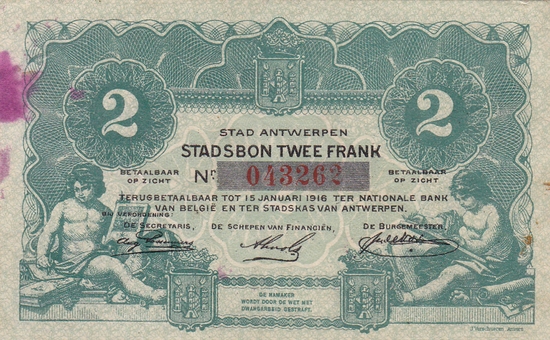 2
2
STAD ANTWERPEN
STADSBON TWEE FRANK
Nr 043262
BETAALBAAR
OP ZICHT
BETAALBAAR
OP ZICHT
TERUGBETAALBAAR TOT 15 JANUARI 1916 TER NATIONALE BANK
VAN BELGIË EN TER STADSKAS VAN ANTWERPEN.
BIJ VERORDENING:
DE SECRETARIS, DE SCHEPEN VAN FINANCIËN, DE BURGEMEESTER,
DE NAMAKER
WORDT DOOR DE WET MET
DWANGARBEID GESTRAFT.